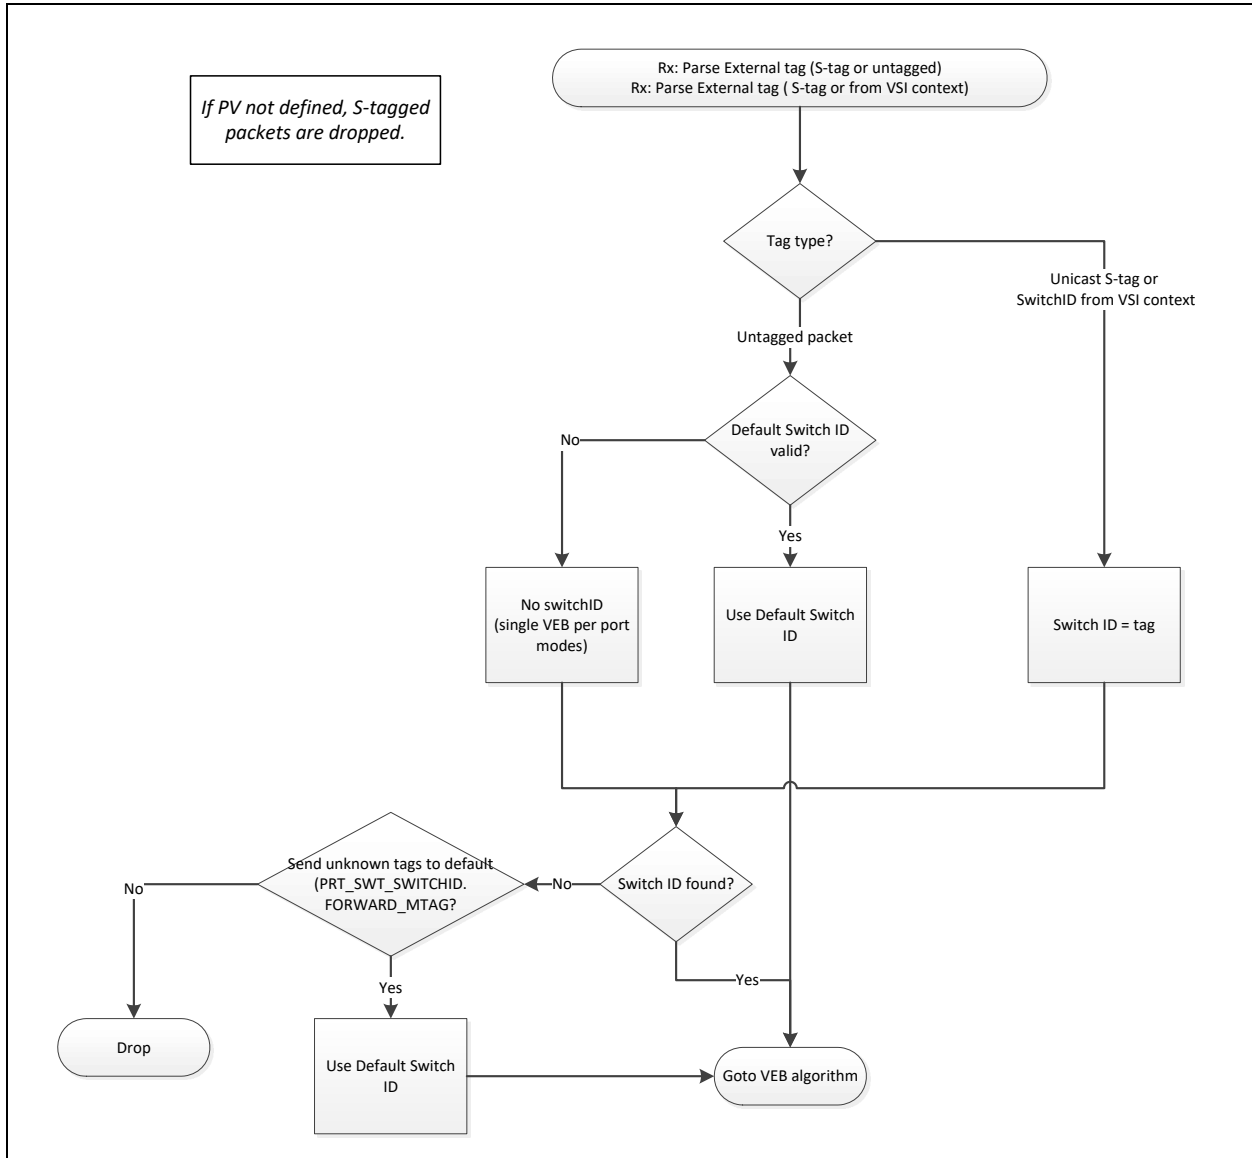 Rx: Parse External tag (S-tag or untagged)
Rx: Parse External tag ( S-tag or from VSI context)
If PV not defined, S-tagged
packets are dropped.
Tag type?
Unicast S-tag or
SwitchID from VSI context
Untagged packet
Default Switch ID
valid?
No
Yes
No switchID
(single VEB per port
modes)
Use Default Switch
ID
Switch ID = tag
Send unknown tags to default
(PRT_SWT_SWITCHID.
FORWARD_MTAG?
No
No
Switch ID found?
Yes
Yes
Drop
Use Default Switch
ID
Goto VEB algorithm